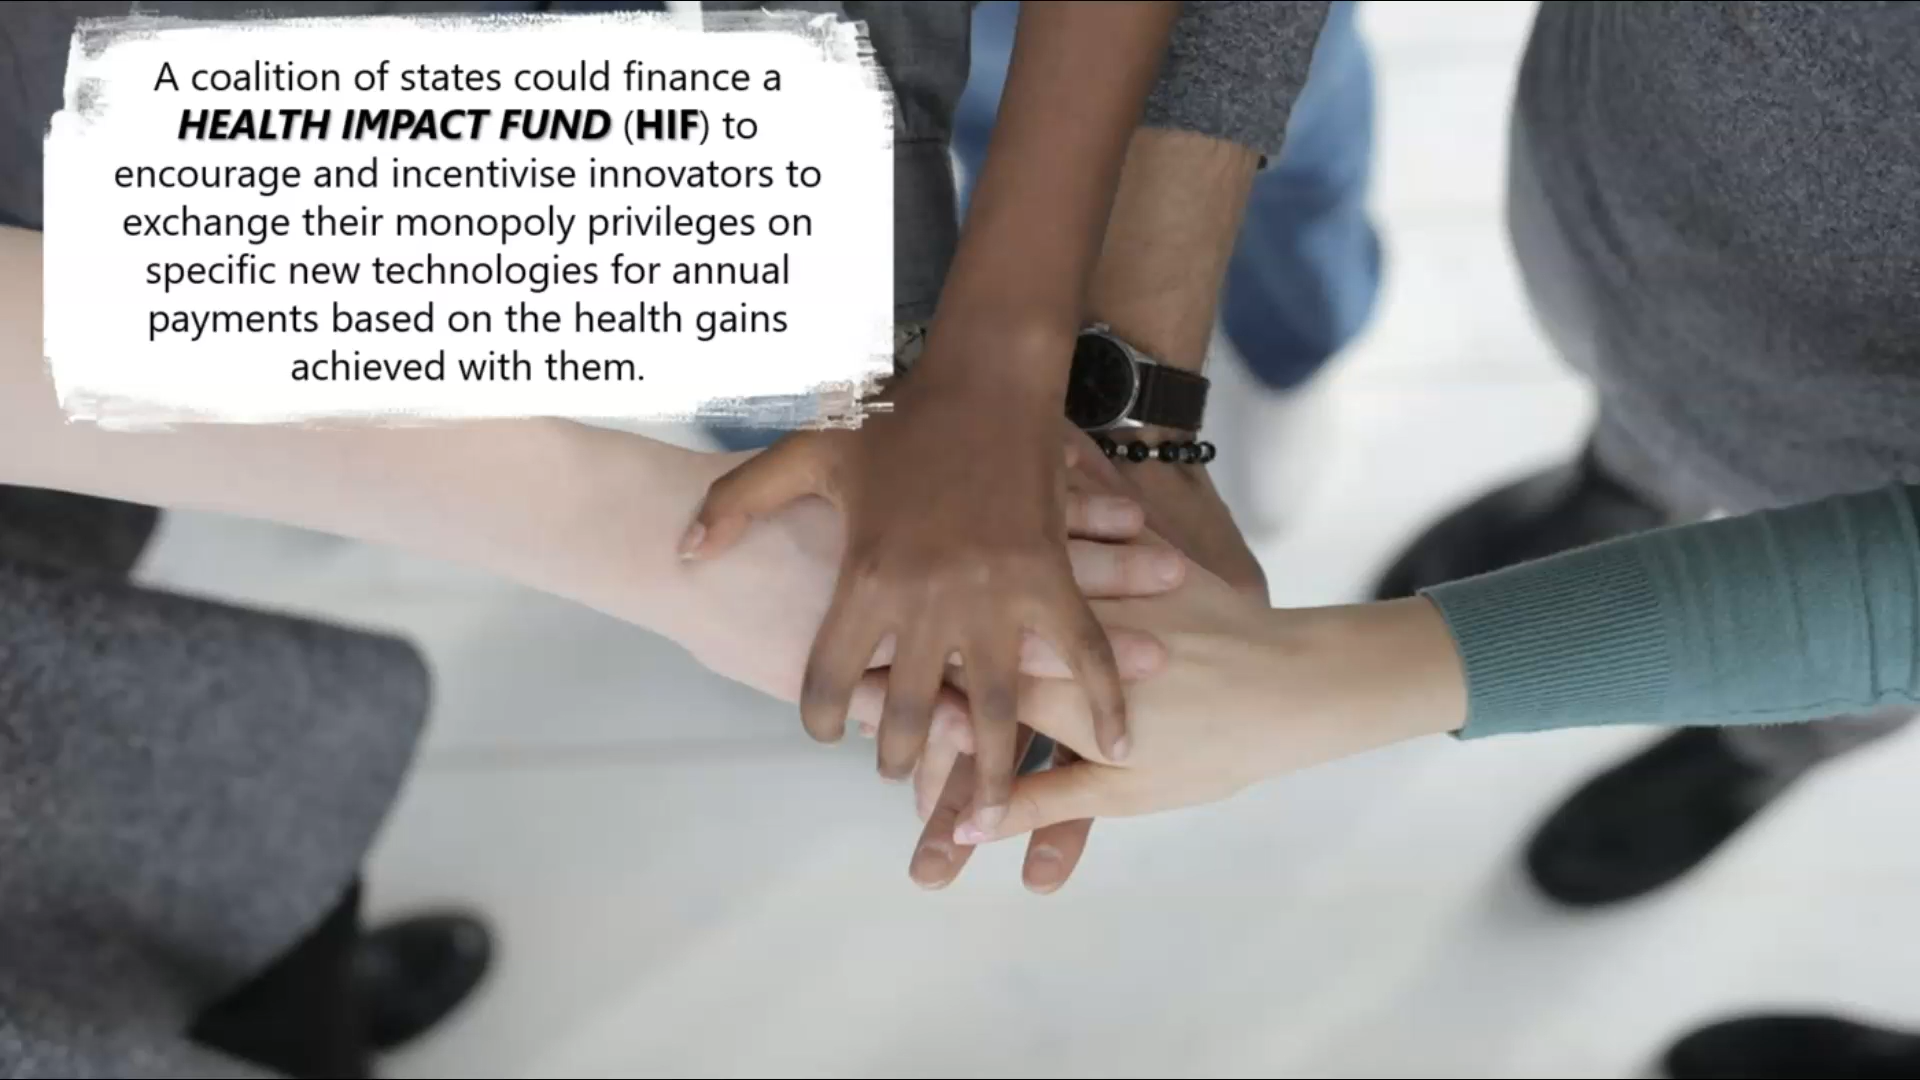 A coalition of states could finance a
HEALTH IMPACT FUND (HIF) to
encourage and incentivise innovators to
exchange their monopoly privileges on
specific new technologies for annual
payments based on the health gains
achieved with them.